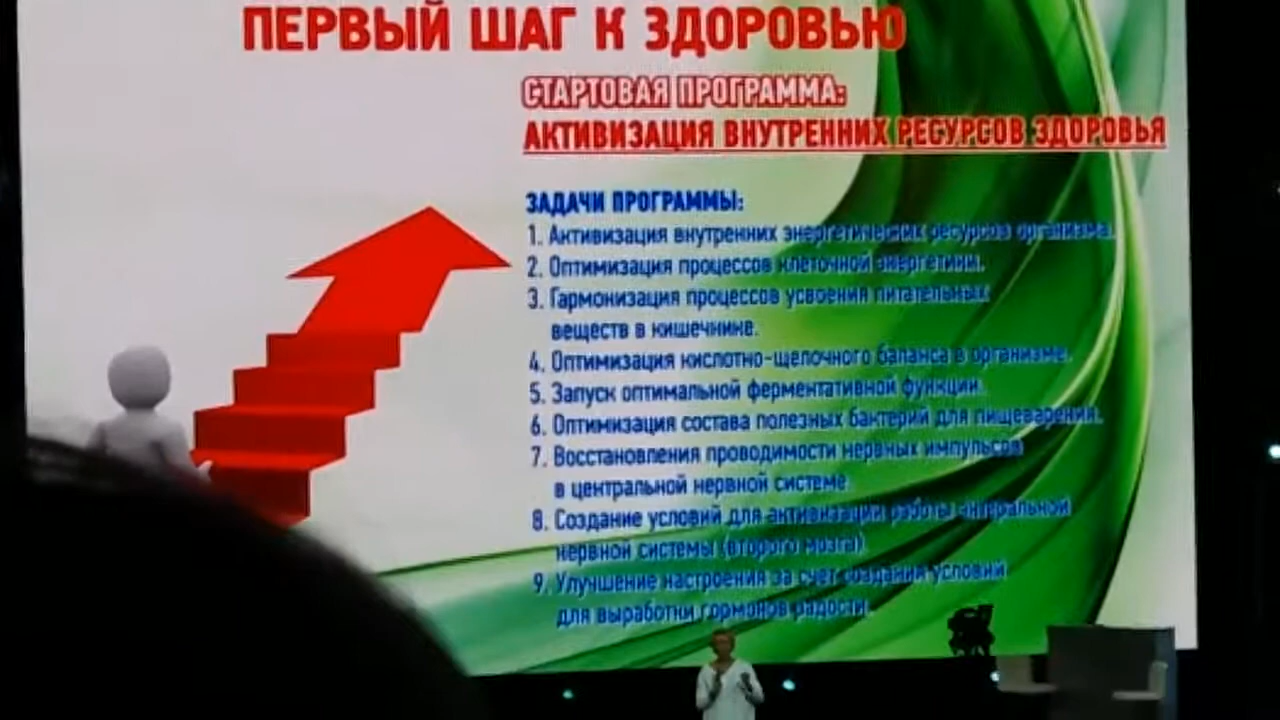 ПЕРВЫЙ ШАГ К ЗДОРОВЬЮ
СТАРТОВАЯ ПРОГРАММА:
АКТИВИЗАЦИЯ ВНУТРЕННИХ РЕСУРСОВ ЗДОРОВЬЯ
ЗАДАЧИ ПРОГРАММЫ:
1. Активизация внутренних энергетических ресурсов организма.
2. Оптимизация процессов клеточной энергетики.
3. Гармонизация процессов усвоения питательных
веществ в кишечнике.
4. Оптимизация кислотно-щелочного баланса в организме.
5. Запуск оптимальной ферментативной функции.
6. Оптимизация состава полезных бактерий для пищеварения.
7. Восстановления проводимости нервных импульсов
в центральной нервной системе
8. Создание условий для активизации работы энтеральной
нервной системы (второго мозга).
9. Улучшение настроения за счет создания условий
для выработки гормонов радости.